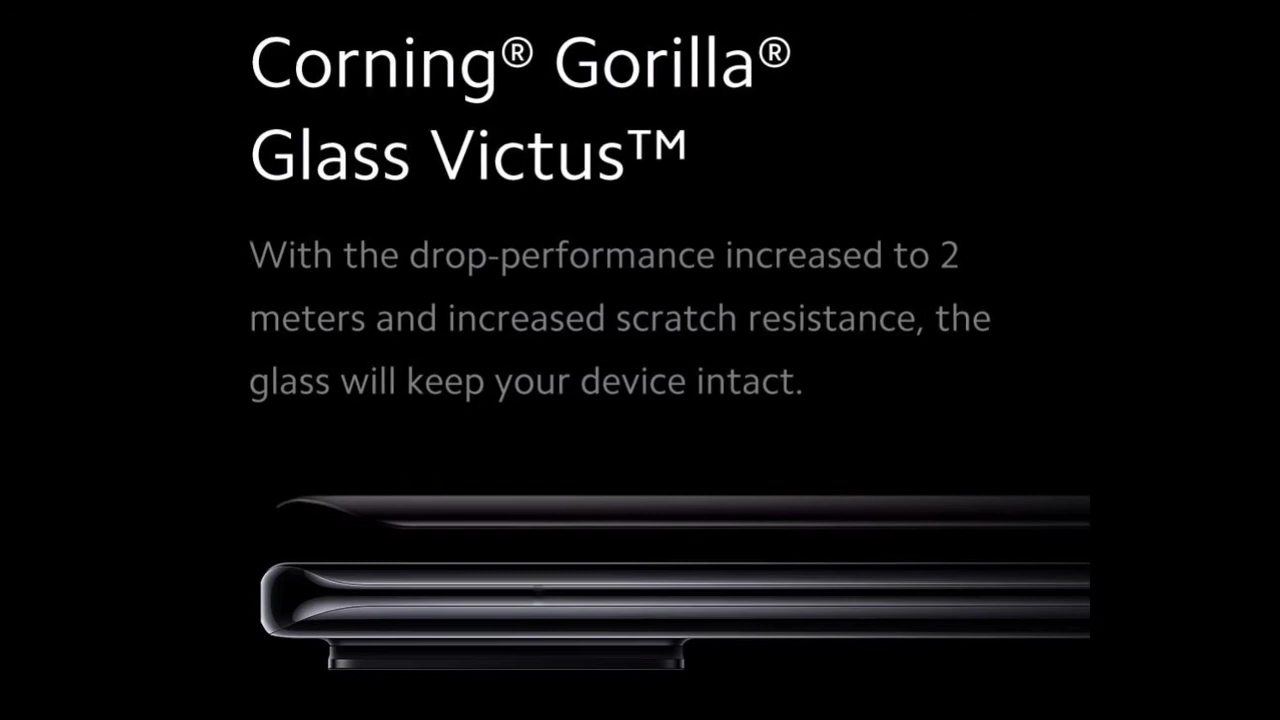 Corning® Gorilla®
Glass Victus™
With the drop-performance increased to 2
meters and increased scratch resistance, the
glass will keep your device intact.